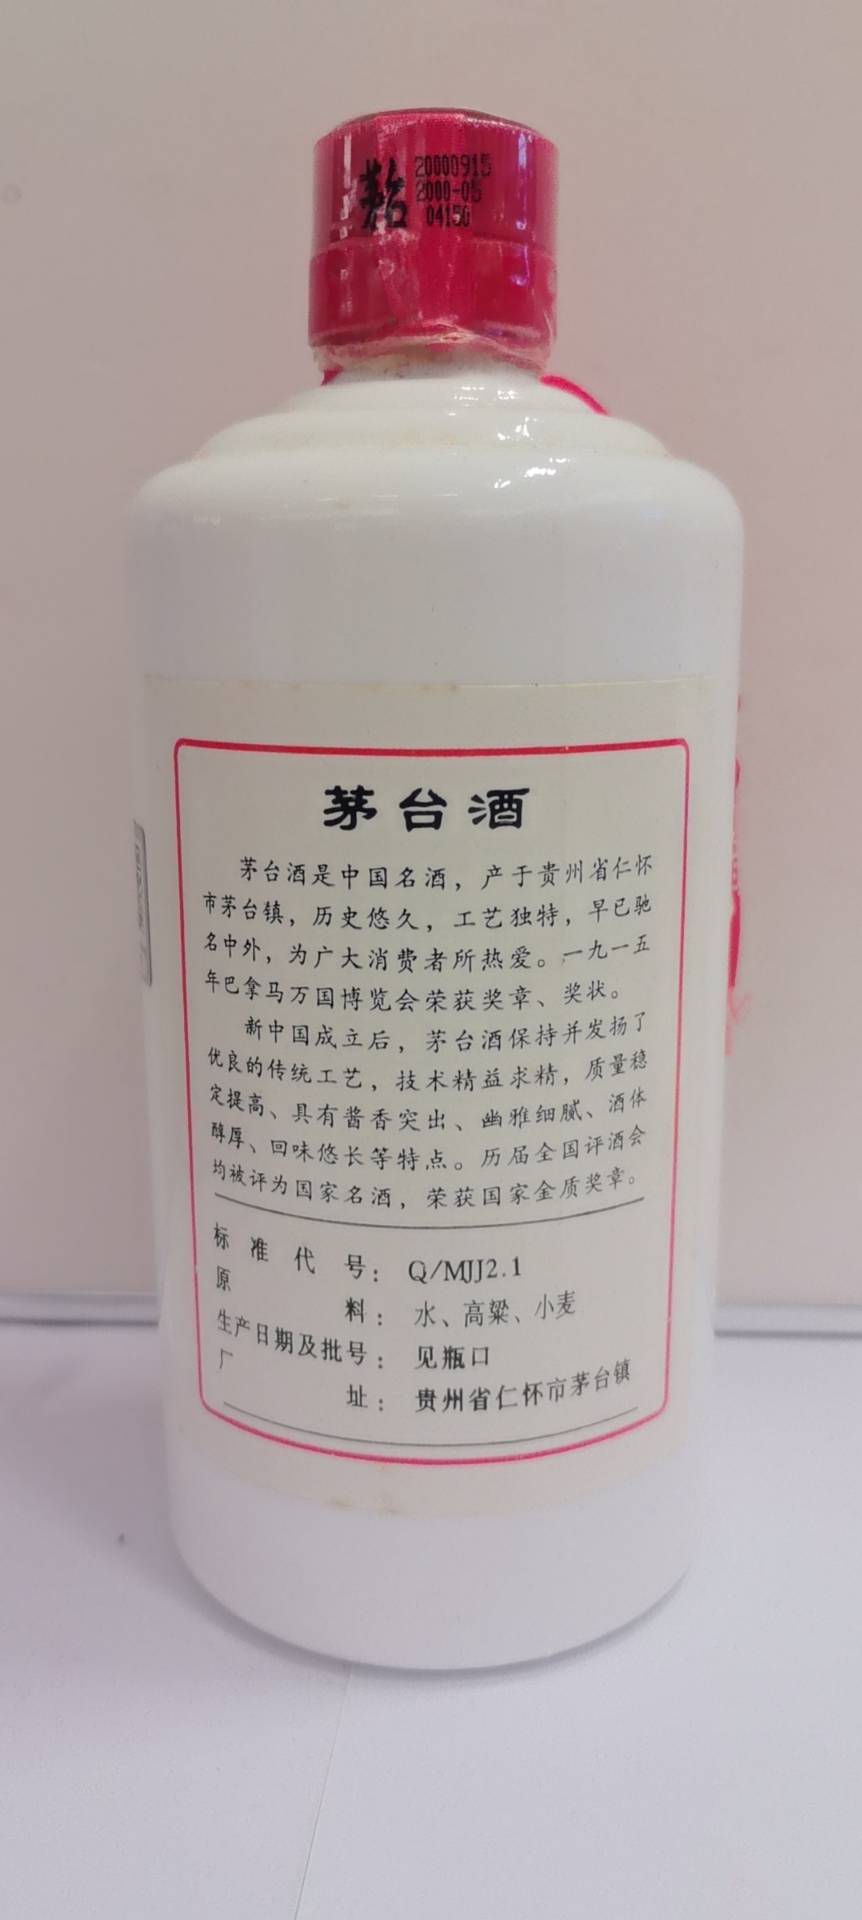 茅台
20000915
2000-05
04150
茅台酒
茅台酒是中国名酒，产于贵州省仁怀
市茅台镇，历史悠久，工艺独特，早已驰
名中外，为广大消费者所热爱。一九一五
年巴拿马万国博览会荣获奖章、奖状。
新中国成立后，茅台酒保持并发扬了
优良的传统工艺，技术精益求精，质量稳
定提高、具有酱香突出、幽雅细腻、酒体
醇厚、回味悠长等特点。历届全国评酒会
均被评为国家名酒，荣获国家金质奖章。
标准代号：Q/MJJ2.1
原料：水、高粱、小麦
生产日期及批号：见瓶口
厂址：贵州省仁怀市茅台镇